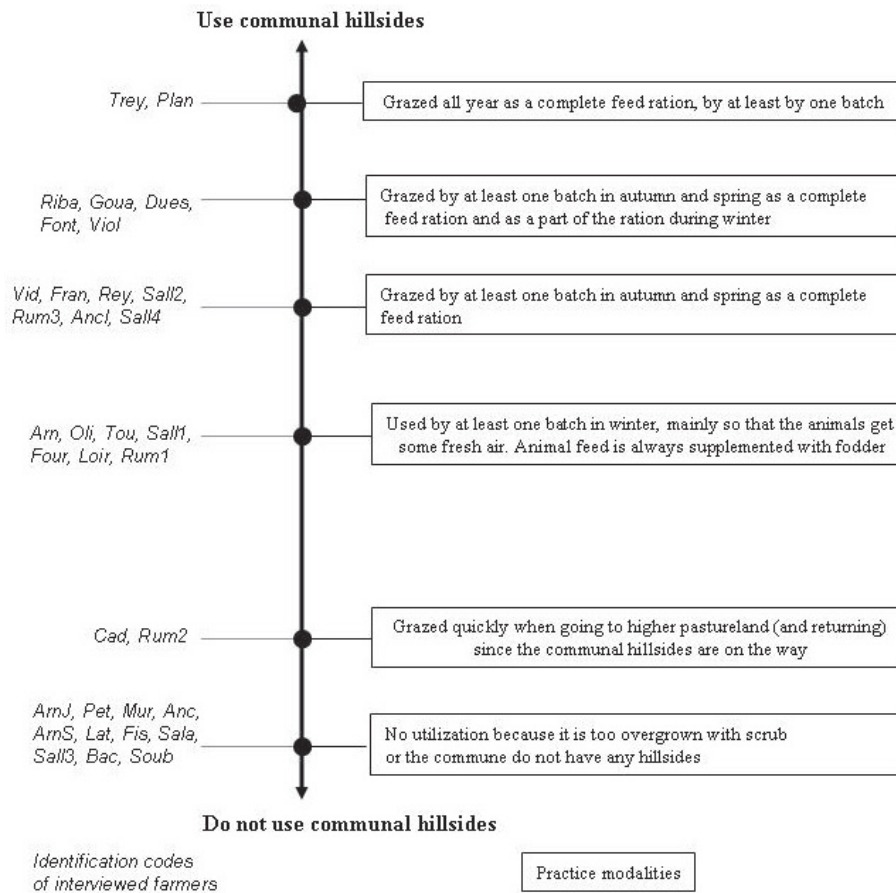 Use communal hillsides
Trey, Plan
Grazed all year as a complete feed ration, by at least by one batch
Riba, Goua, Dues,
Font, Viol
Grazed by at least one batch in autumn and spring as a complete
feed ration and as a part of the ration during winter
Vid, Fran, Rey, Sall2,
Rum3, Ancl, Sall4
Grazed by at least one batch in autumn and spring as a complete
feed ration
Arn, Oli, Tou, Sall1,
Four, Loir, Rum1
Used by at least one batch in winter, mainly so that the animals get
some fresh air. Animal feed is always supplemented with fodder
Cad, Rum2
Grazed quickly when going to higher pastureland (and returning)
since the communal hillsides are on the way
ArnJ, Pet, Mur, Anc,
ArnS, Lat, Fis, Sala,
Sall3, Bac, Soub
No utilization because it is too overgrown with scrub
or the commune do not have any hillsides
Do not use communal hillsides
Identification codes
of interviewed farmers
Practice modalities